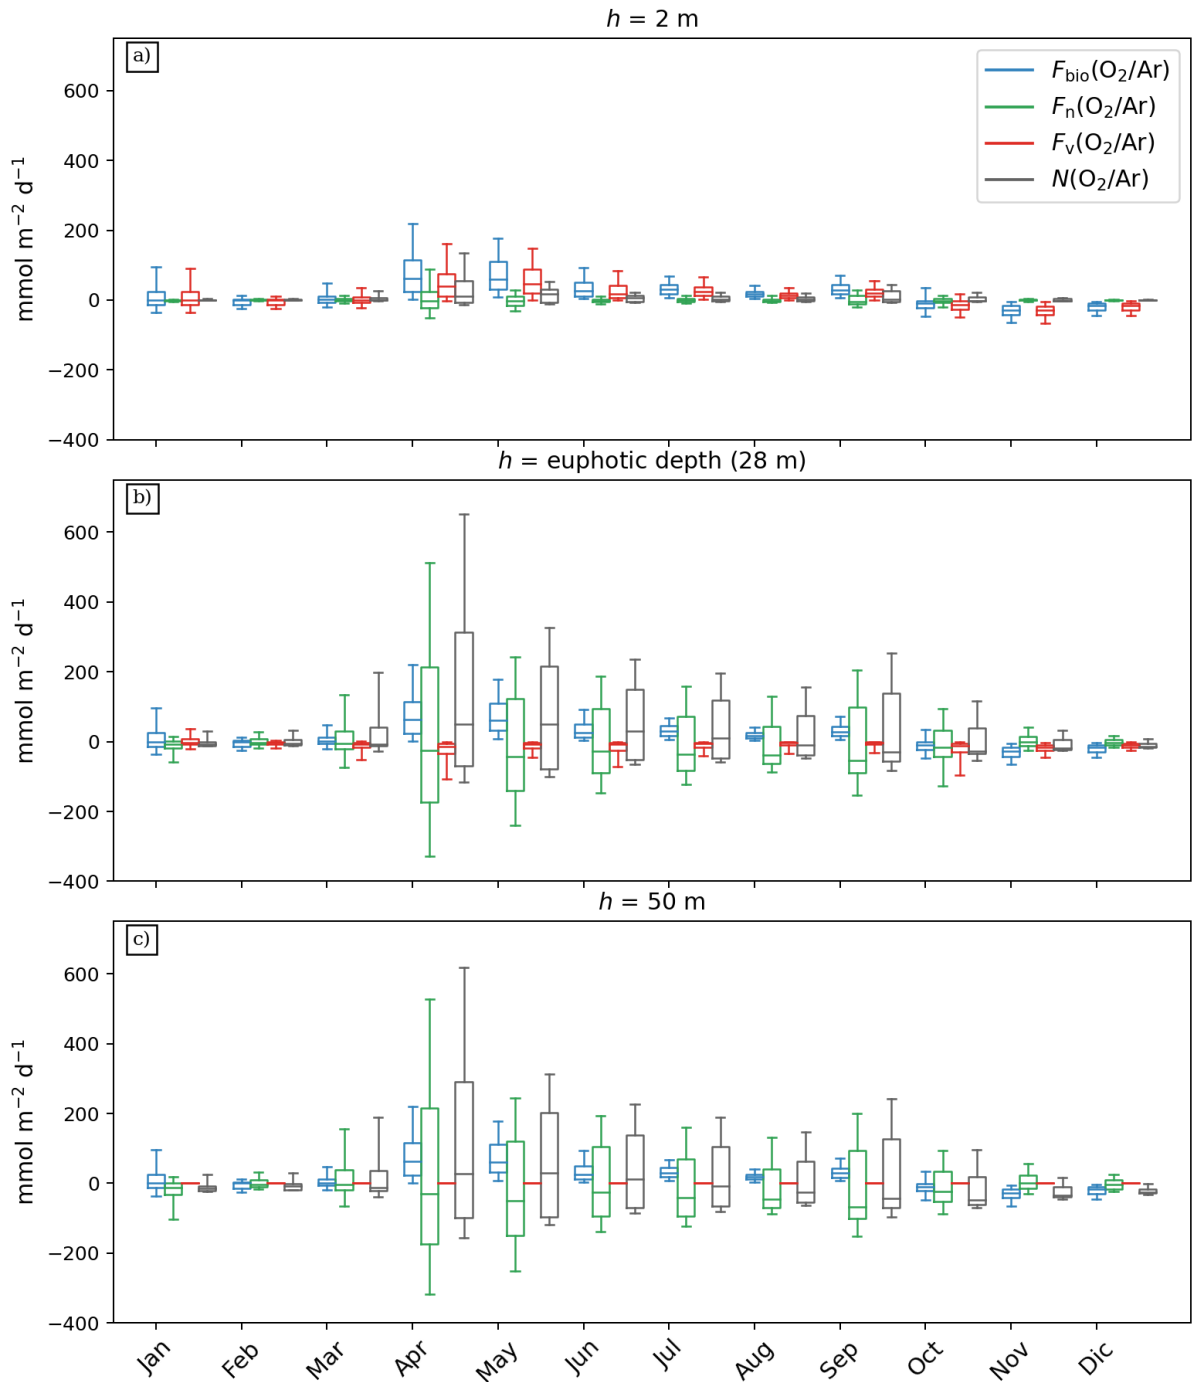 h = 2 m
a)
F_bio(O₂/Ar)
F_n(O₂/Ar)
F_v(O₂/Ar)
N(O₂/Ar)
mmol m⁻² d⁻¹
600
400
200
0
−200
−400
h = euphotic depth (28 m)
b)
mmol m⁻² d⁻¹
600
400
200
0
−200
−400
h = 50 m
c)
mmol m⁻² d⁻¹
600
400
200
0
−200
−400
Jan Feb Mar Apr May Jun Jul Aug Sep Oct Nov Dic